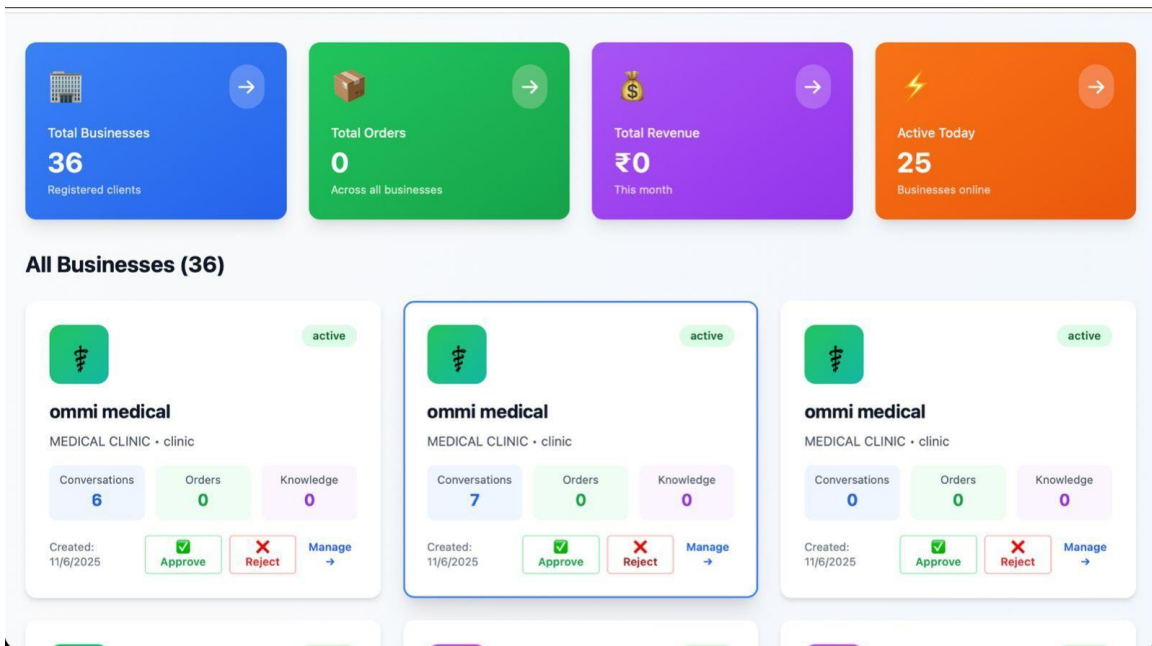 Total Businesses
36
Registered clients
Total Orders
0
Across all businesses
Total Revenue
₹0
This month
Active Today
25
Businesses online
All Businesses (36)
active
ommi medical
MEDICAL CLINIC • clinic
Conversations
6
Orders
0
Knowledge
0
Created:
11/6/2025
Approve
Reject
Manage
→
active
ommi medical
MEDICAL CLINIC • clinic
Conversations
7
Orders
0
Knowledge
0
Created:
11/6/2025
Approve
Reject
Manage
→
active
ommi medical
MEDICAL CLINIC • clinic
Conversations
0
Orders
0
Knowledge
0
Created:
11/6/2025
Approve
Reject
Manage
→